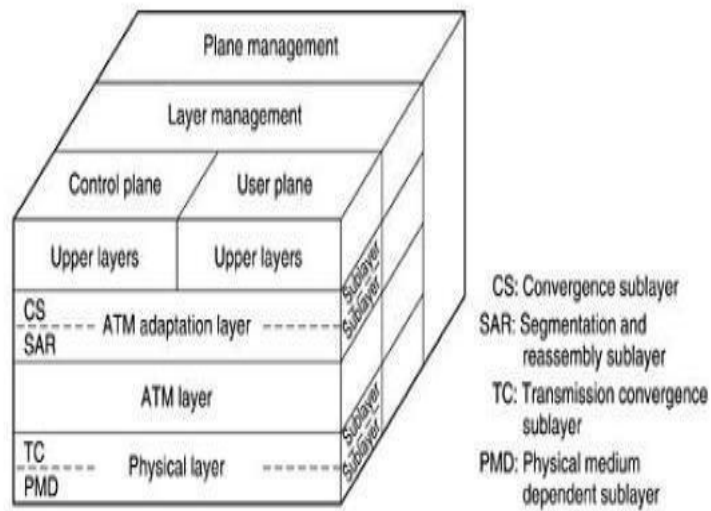 Plane management
Layer management
Control plane
User plane
Upper layers
Upper layers
Sublayer
Sublayer
CS
ATM adaptation layer
SAR
ATM layer
Sublayer
Sublayer
TC
Physical layer
PMD
CS: Convergence sublayer
SAR: Segmentation and
reassembly sublayer
TC: Transmission convergence
sublayer
PMD: Physical medium
dependent sublayer